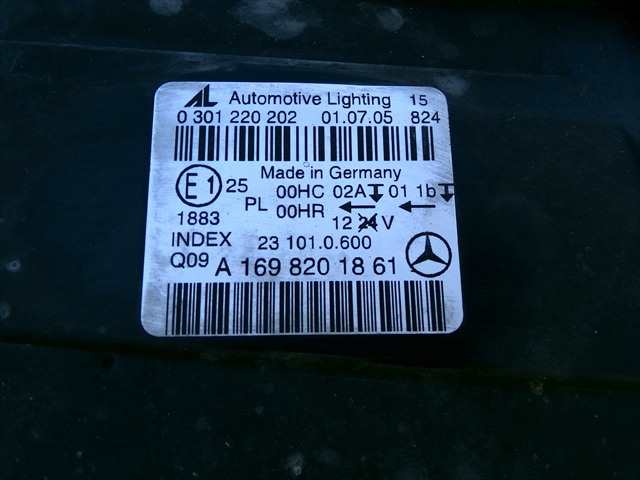 AL Automotive Lighting 15
0 301 220 202 01.07.05 824
Made in Germany
E1 25 00HC 02A 01 1b
PL 00HR
1883 12 24 V
INDEX 23 101.0.600
Q09 A 169 820 18 61